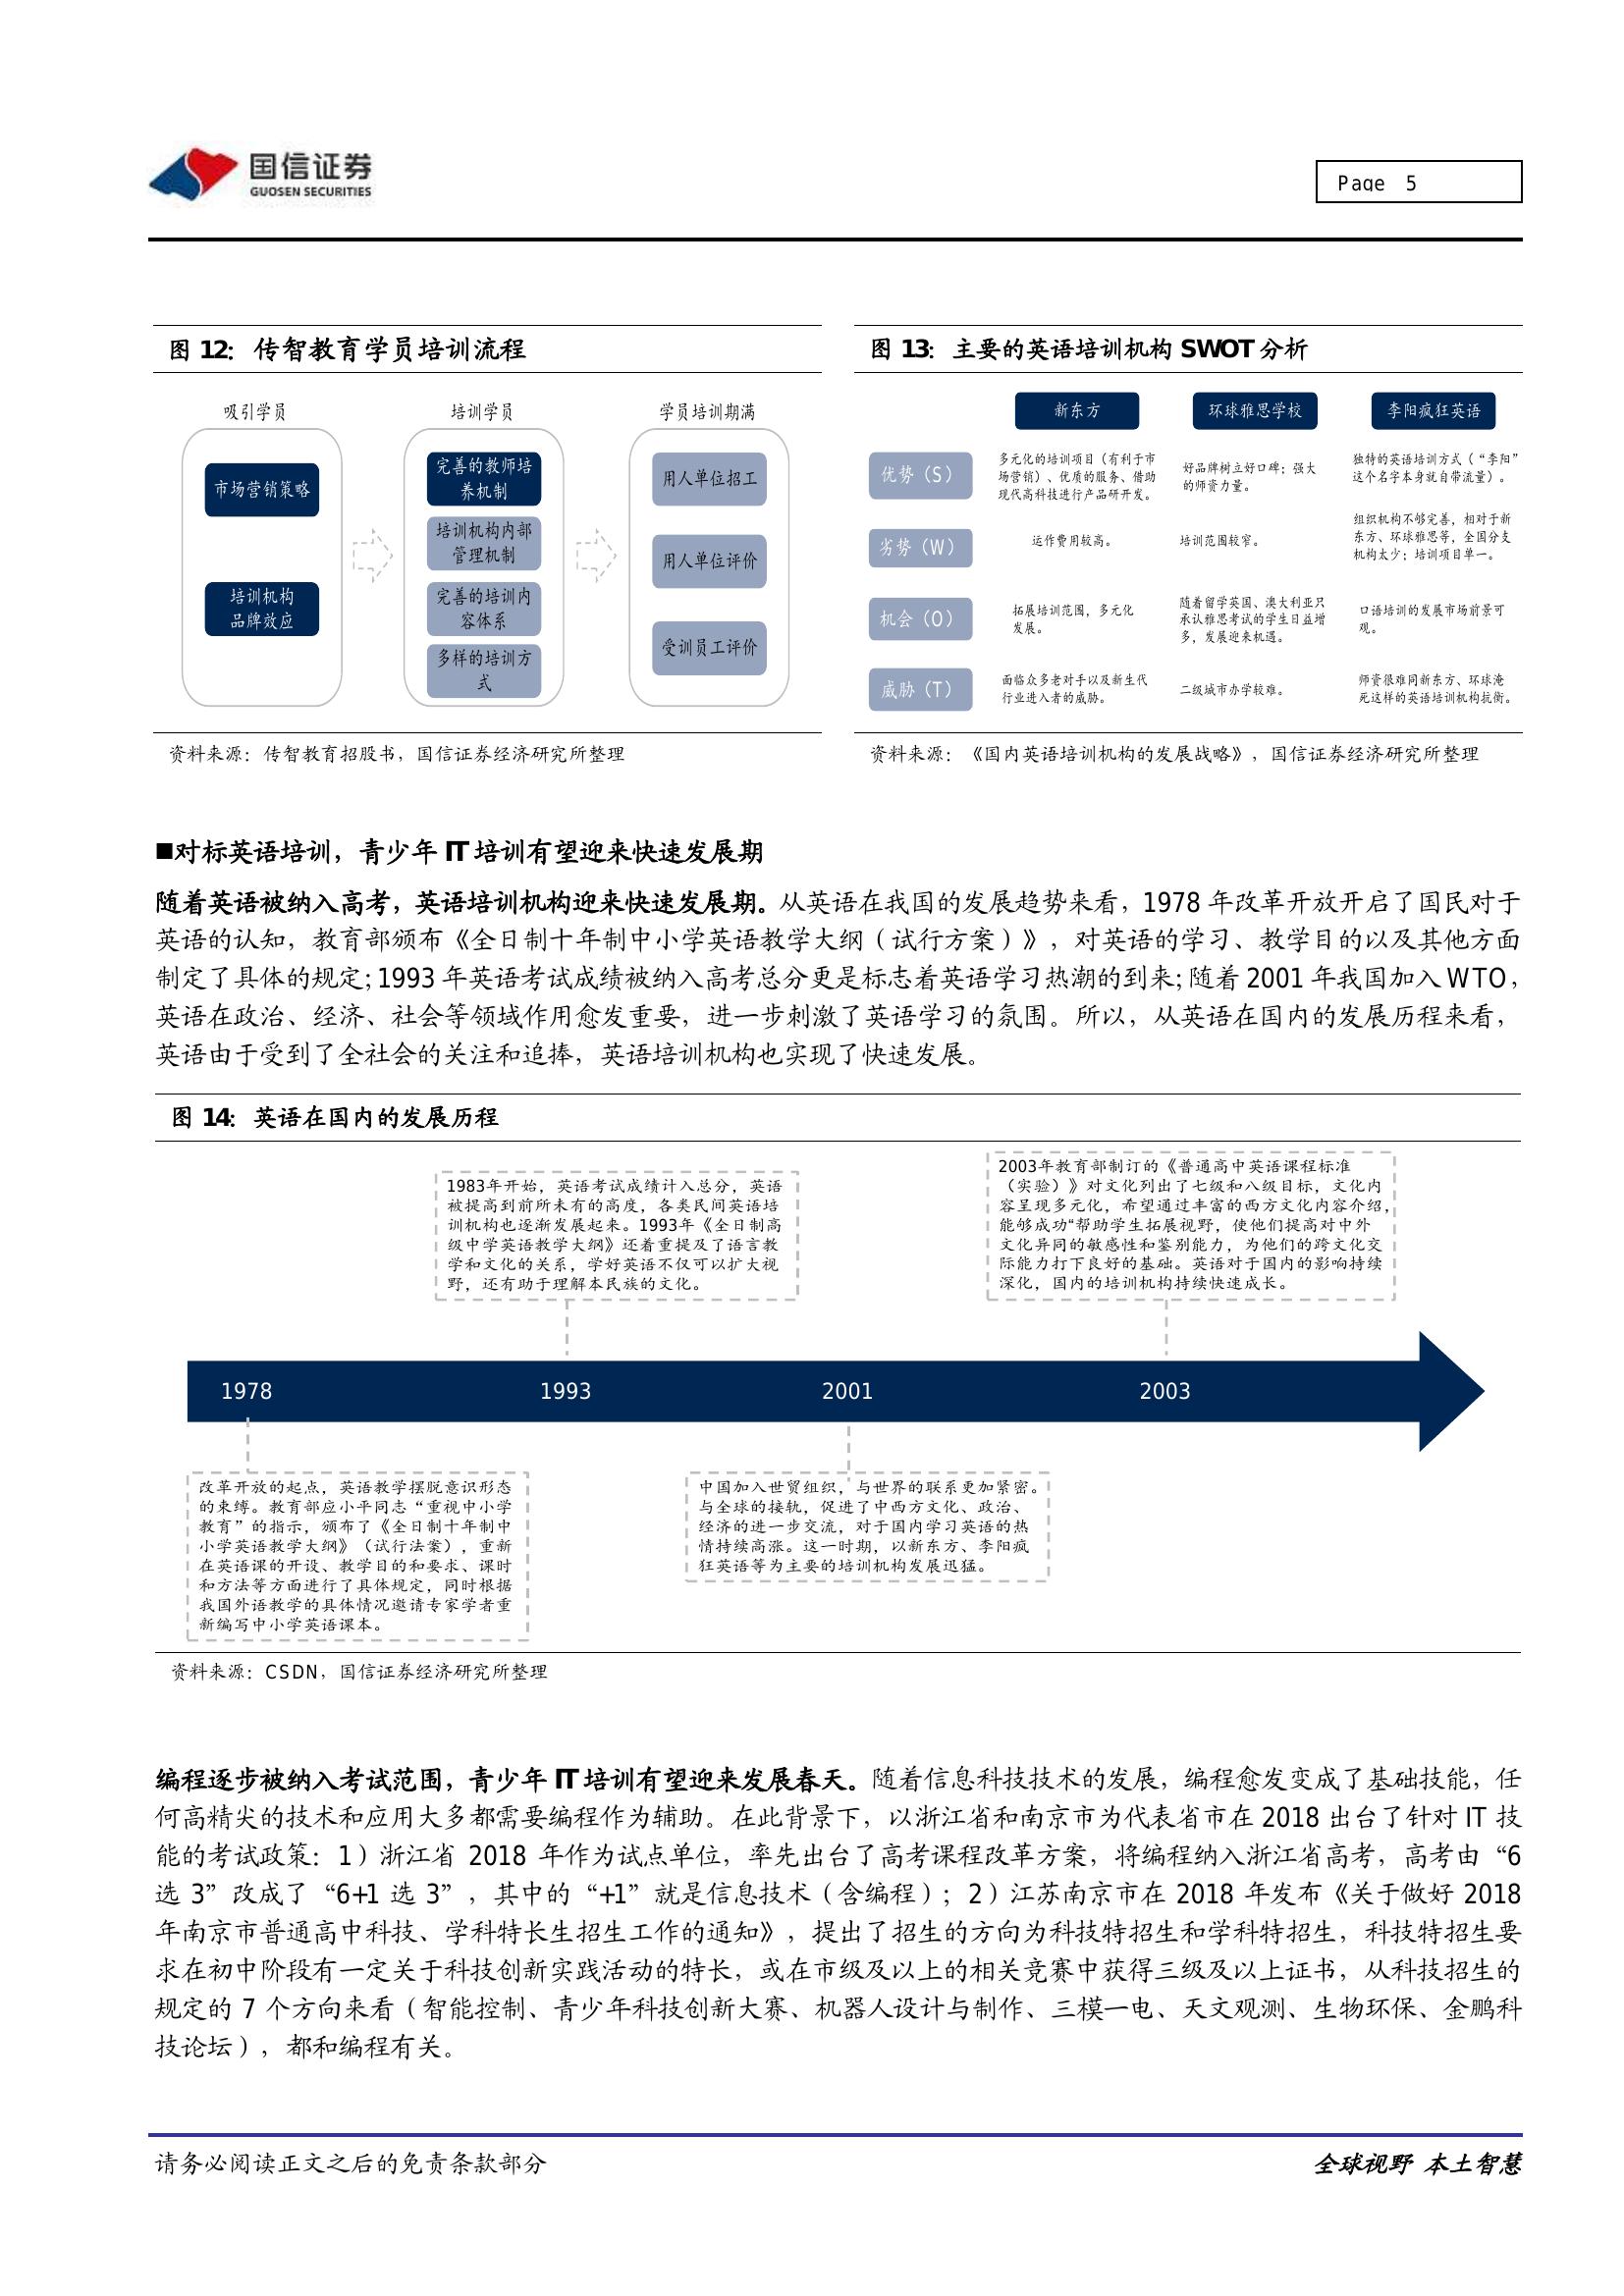 国信证券
GUOSEN SECURITIES
Page 5
图 12：传智教育学员培训流程
吸引学员
市场营销策略
培训机构
品牌效应
培训学员
完善的教师培
养机制
培训机构内部
管理机制
完善的培训内
容体系
多样的培训方
式
学员培训期满
用人单位招工
用人单位评价
受训员工评价
资料来源：传智教育招股书，国信证券经济研究所整理
图 13：主要的英语培训机构 SWOT 分析
新东方
环球雅思学校
李阳疯狂英语
优势（S）
多元化的培训项目（有利于市
场营销）、优质的服务、借助
现代高科技进行产品研开发。
好品牌树立好口碑；强大
的师资力量。
独特的英语培训方式（“李阳”
这个名字本身就自带流量）。
劣势（W）
运作费用较高。
培训范围较窄。
组织机构不够完善，相对于新
东方、环球雅思等，全国分支
机构太少；培训项目单一。
机会（O）
拓展培训范围，多元化
发展。
随着留学英国、澳大利亚只
承认雅思考试的学生日益增
多，发展迎来机遇。
口语培训的发展市场前景可
观。
威胁（T）
面临众多老对手以及新生代
行业进入者的威胁。
二级城市办学较难。
师资很难同新东方、环球淹
死这样的英语培训机构抗衡。
资料来源：《国内英语培训机构的发展战略》，国信证券经济研究所整理
■对标英语培训，青少年 IT 培训有望迎来快速发展期
随着英语被纳入高考，英语培训机构迎来快速发展期。从英语在我国的发展趋势来看，1978 年改革开放开启了国民对于
英语的认知，教育部颁布《全日制十年制中小学英语教学大纲（试行方案）》，对英语的学习、教学目的以及其他方面
制定了具体的规定；1993 年英语考试成绩被纳入高考总分更是标志着英语学习热潮的到来；随着 2001 年我国加入 WTO，
英语在政治、经济、社会等领域作用愈发重要，进一步刺激了英语学习的氛围。所以，从英语在国内的发展历程来看，
英语由于受到了全社会的关注和追捧，英语培训机构也实现了快速发展。
图 14：英语在国内的发展历程
1983年开始，英语考试成绩计入总分，英语
被提高到前所未有的高度，各类民间英语培
训机构也逐渐发展起来。1993年《全日制高
级中学英语教学大纲》还着重提及了语言教
学和文化的关系，学好英语不仅可以扩大视
野，还有助于理解本民族的文化。
2003年教育部制订的《普通高中英语课程标准
（实验）》对文化列出了七级和八级目标，文化内
容呈现多元化，希望通过丰富的西方文化内容介绍，
能够成功“帮助学生拓展视野，使他们提高对中外
文化异同的敏感性和鉴别能力，为他们的跨文化交
际能力打下良好的基础。英语对于国内的影响持续
深化，国内的培训机构持续快速成长。
1978
1993
2001
2003
改革开放的起点，英语教学摆脱意识形态
的束缚。教育部应小平同志“重视中小学
教育”的指示，颁布了《全日制十年制中
小学英语教学大纲》（试行法案），重新
在英语课的开设、教学目的和要求、课时
和方法等方面进行了具体规定，同时根据
我国外语教学的具体情况邀请专家学者重
新编写中小学英语课本。
中国加入世贸组织，与世界的联系更加紧密。
与全球的接轨，促进了中西方文化、政治、
经济的进一步交流，对于国内学习英语的热
情持续高涨。这一时期，以新东方、李阳疯
狂英语等为主要的培训机构发展迅猛。
资料来源：CSDN，国信证券经济研究所整理
编程逐步被纳入考试范围，青少年 IT 培训有望迎来发展春天。随着信息科技技术的发展，编程愈发变成了基础技能，任
何高精尖的技术和应用大多都需要编程作为辅助。在此背景下，以浙江省和南京市为代表省市在 2018 出台了针对 IT 技
能的考试政策：1）浙江省 2018 年作为试点单位，率先出台了高考课程改革方案，将编程纳入浙江省高考，高考由“6
选 3”改成了“6+1 选 3”，其中的“+1”就是信息技术（含编程）；2）江苏南京市在 2018 年发布《关于做好 2018
年南京市普通高中科技、学科特长生招生工作的通知》，提出了招生的方向为科技特招生和学科特招生，科技特招生要
求在初中阶段有一定关于科技创新实践活动的特长，或在市级及以上的相关竞赛中获得三级及以上证书，从科技招生的
规定的 7 个方向来看（智能控制、青少年科技创新大赛、机器人设计与制作、三模一电、天文观测、生物环保、金鹏科
技论坛），都和编程有关。
请务必阅读正文之后的免责条款部分
全球视野 本土智慧